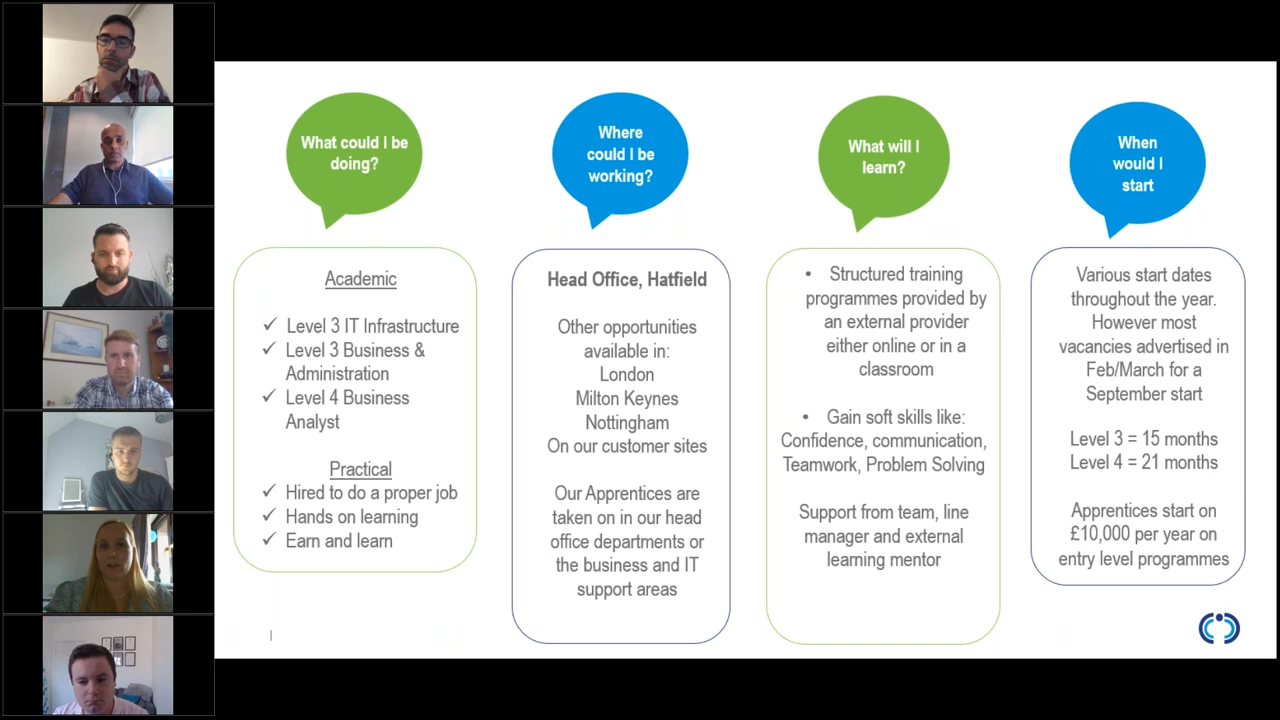 What could I be
doing?
Academic
Level 3 IT Infrastructure
Level 3 Business &
Administration
Level 4 Business
Analyst
Practical
Hired to do a proper job
Hands on learning
Earn and learn
Where
could I be
working?
Head Office, Hatfield
Other opportunities
available in:
London
Milton Keynes
Nottingham
On our customer sites
Our Apprentices are
taken on in our head
office departments or
the business and IT
support areas
What will I
learn?
• Structured training
programmes provided by
an external provider
either online or in a
classroom
• Gain soft skills like:
Confidence, communication,
Teamwork, Problem Solving
Support from team, line
manager and external
learning mentor
When
would I
start
Various start dates
throughout the year.
However most
vacancies advertised in
Feb/March for a
September start
Level 3 = 15 months
Level 4 = 21 months
Apprentices start on
£10,000 per year on
entry level programmes